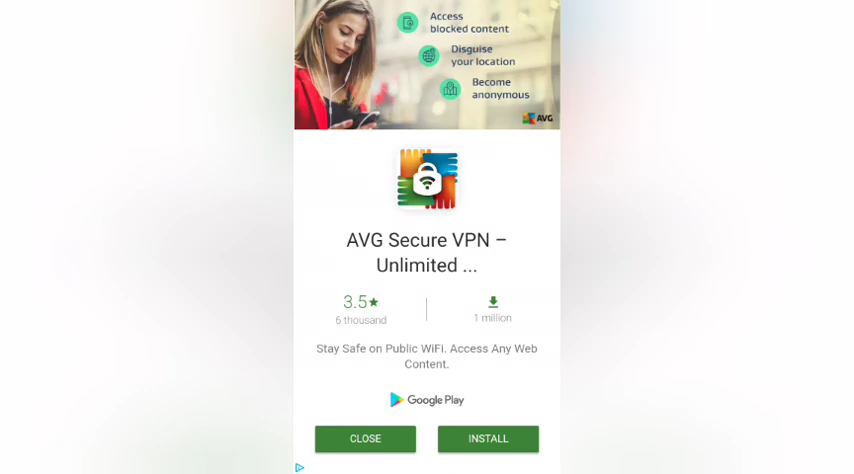 Access
blocked content
Disguise
your location
Become
anonymous
AVG
AVG Secure VPN –
Unlimited ...
3.5★
6 thousand
1 million
Stay Safe on Public WiFi. Access Any Web
Content.
Google Play
CLOSE
INSTALL